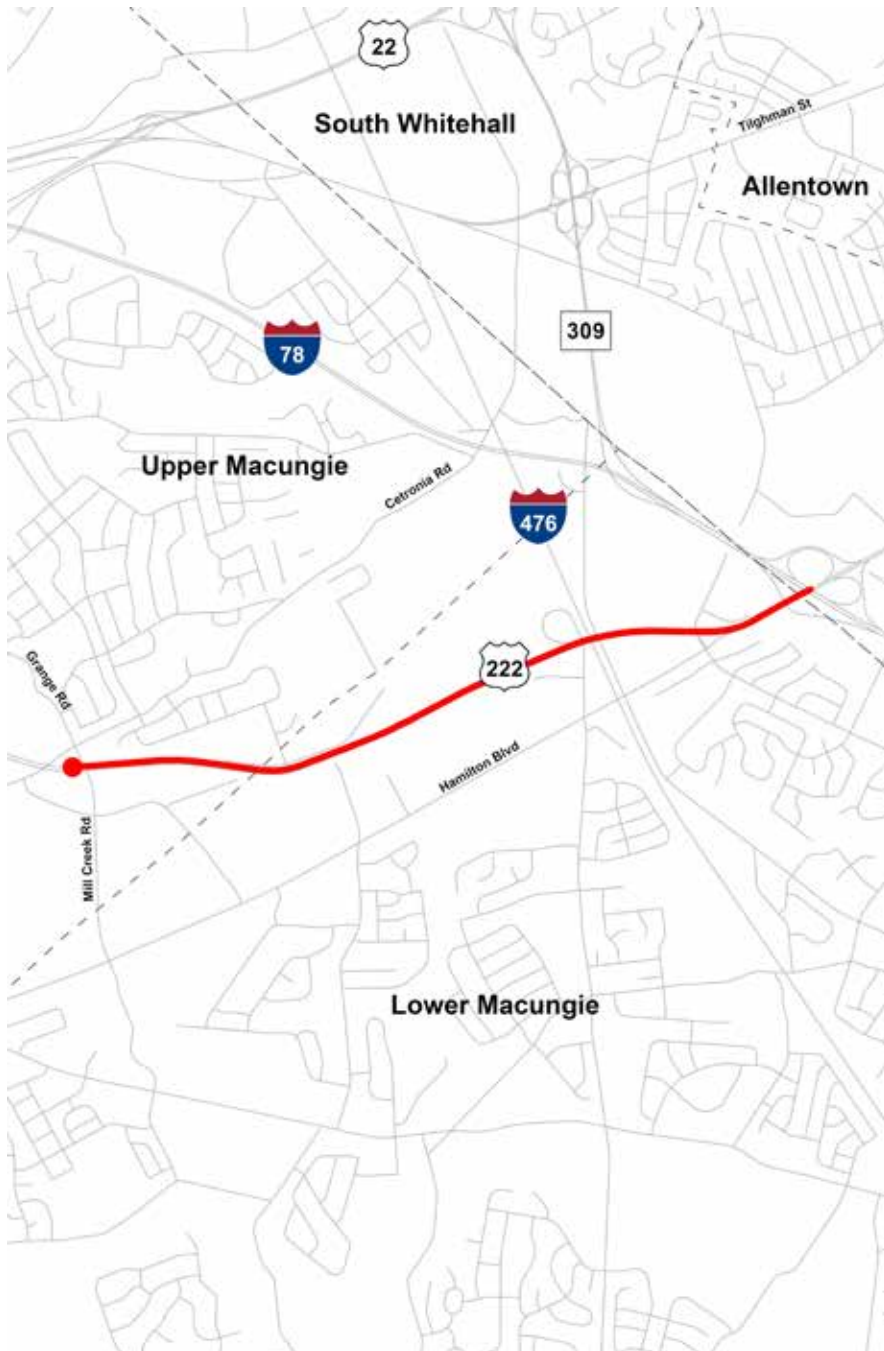 22
South Whitehall
Tilghman St
Allentown
309
78
Upper Macungie
Cetronia Rd
476
Grange Rd
222
Hamilton Blvd
Mill Creek Rd
Lower Macungie